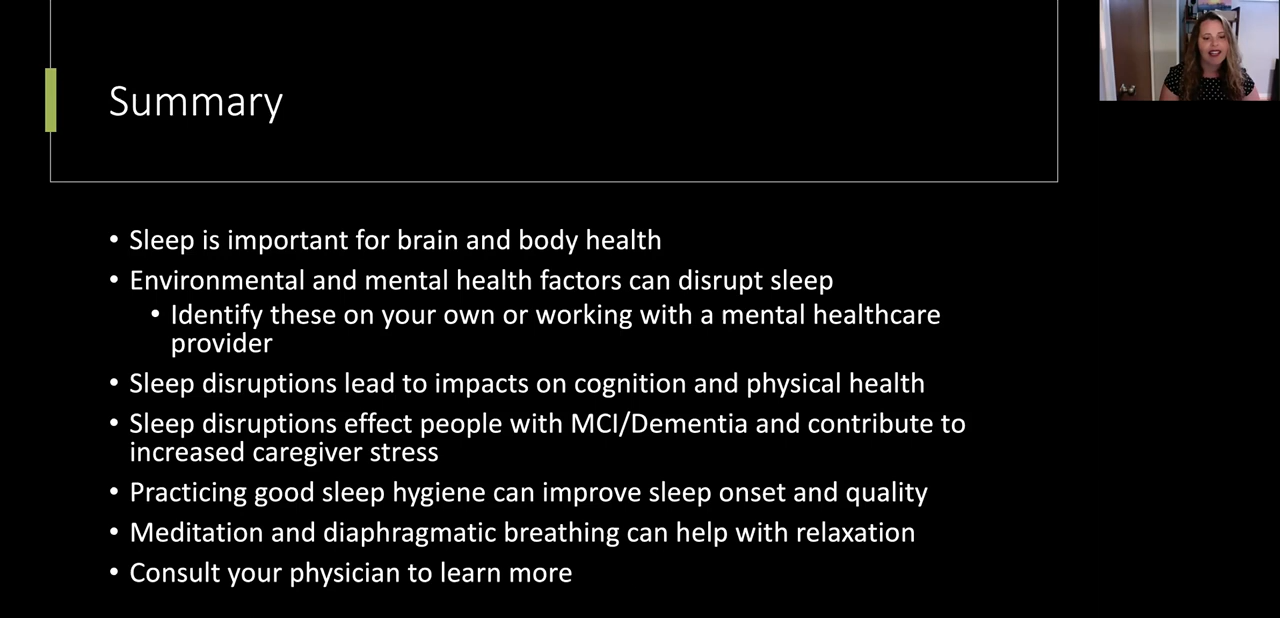 Summary
• Sleep is important for brain and body health
• Environmental and mental health factors can disrupt sleep
• Identify these on your own or working with a mental healthcare
provider
• Sleep disruptions lead to impacts on cognition and physical health
• Sleep disruptions effect people with MCI/Dementia and contribute to
increased caregiver stress
• Practicing good sleep hygiene can improve sleep onset and quality
• Meditation and diaphragmatic breathing can help with relaxation
• Consult your physician to learn more